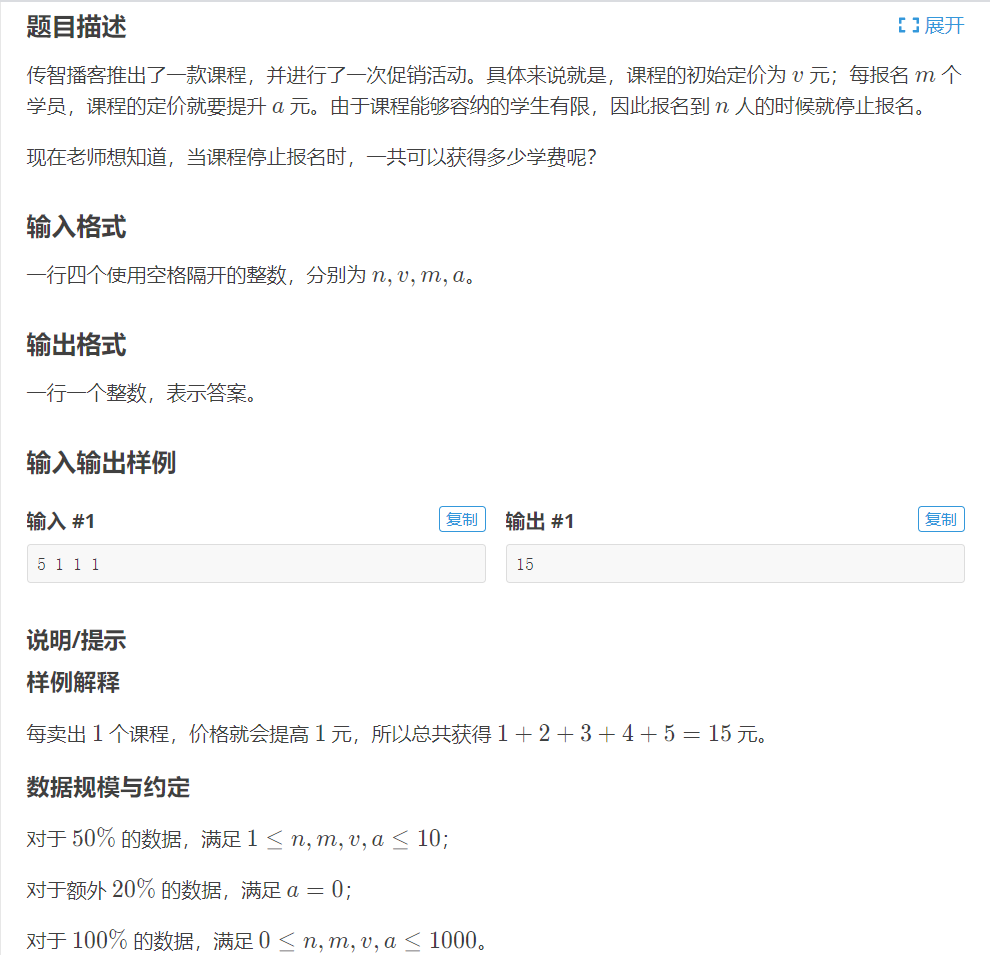 题目描述
展开
传智播客推出了一款课程，并进行了一次促销活动。具体来说就是，课程的初始定价为 v 元；每报名 m 个
学员，课程的定价就要提升 a 元。由于课程能够容纳的学生有限，因此报名到 n 人的时候就停止报名。
现在老师想知道，当课程停止报名时，一共可以获得多少学费呢？
输入格式
一行四个使用空格隔开的整数，分别为 n, v, m, a。
输出格式
一行一个整数，表示答案。
输入输出样例
输入 #1
复制
输出 #1
复制
5 1 1 1
15
说明/提示
样例解释
每卖出 1 个课程，价格就会提高 1 元，所以总共获得 1 + 2 + 3 + 4 + 5 = 15 元。
数据规模与约定
对于 50% 的数据，满足 1 ≤ n, m, v, a ≤ 10；
对于额外 20% 的数据，满足 a = 0；
对于 100% 的数据，满足 0 ≤ n, m, v, a ≤ 1000。